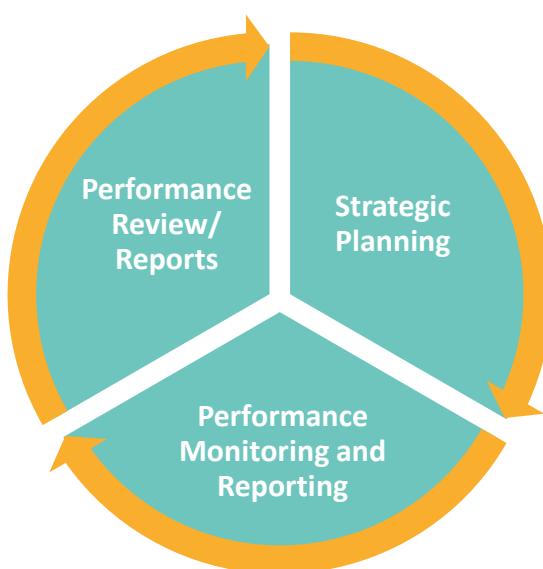 Performance
Review/
Reports
Strategic
Planning
Performance
Monitoring and
Reporting